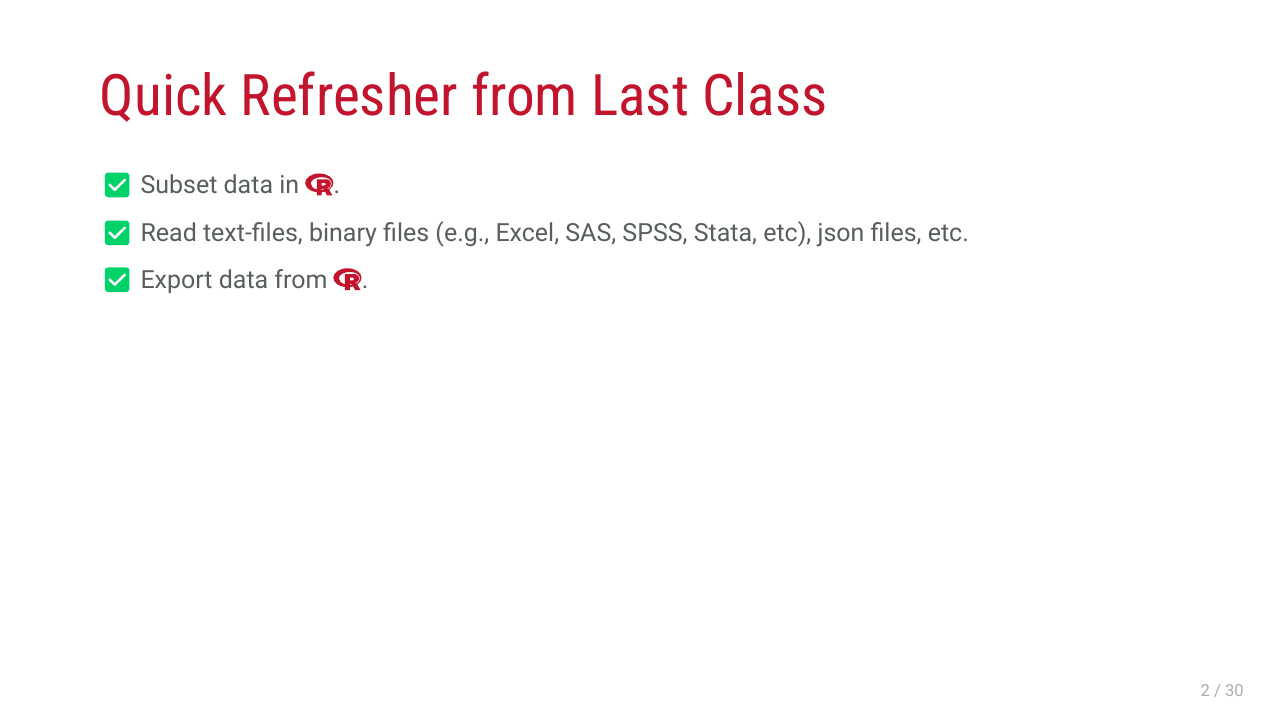 Quick Refresher from Last Class
Subset data in R.
Read text-files, binary files (e.g., Excel, SAS, SPSS, Stata, etc), json files, etc.
Export data from R.
2 / 30